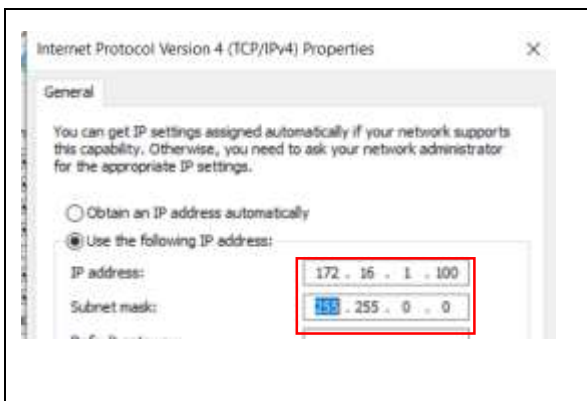 Internet Protocol Version 4 (TCP/IPv4) Properties
General
You can get IP settings assigned automatically if your network supports
this capability. Otherwise, you need to ask your network administrator
for the appropriate IP settings.
Obtain an IP address automatically
Use the following IP address:
IP address: 172 . 16 . 1 . 100
Subnet mask: 255 . 255 . 0 . 0